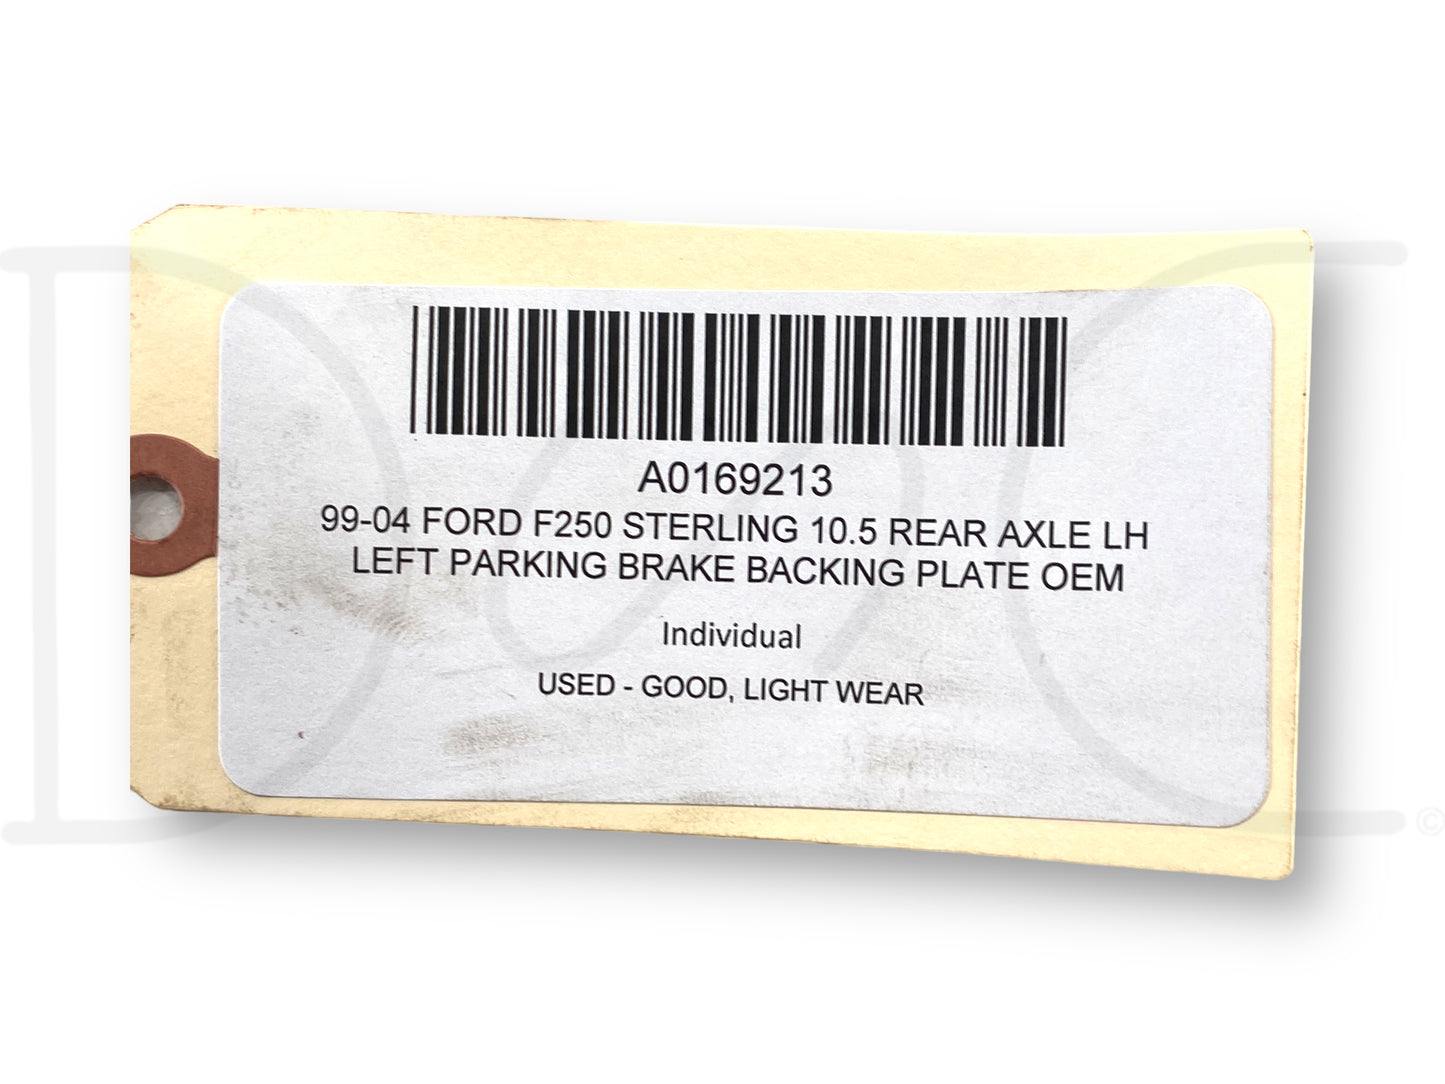 A0169213
99-04 FORD F250 STERLING 10.5 REAR AXLE LH
LEFT PARKING BRAKE BACKING PLATE OEM
Individual
USED - GOOD, LIGHT WEAR
©